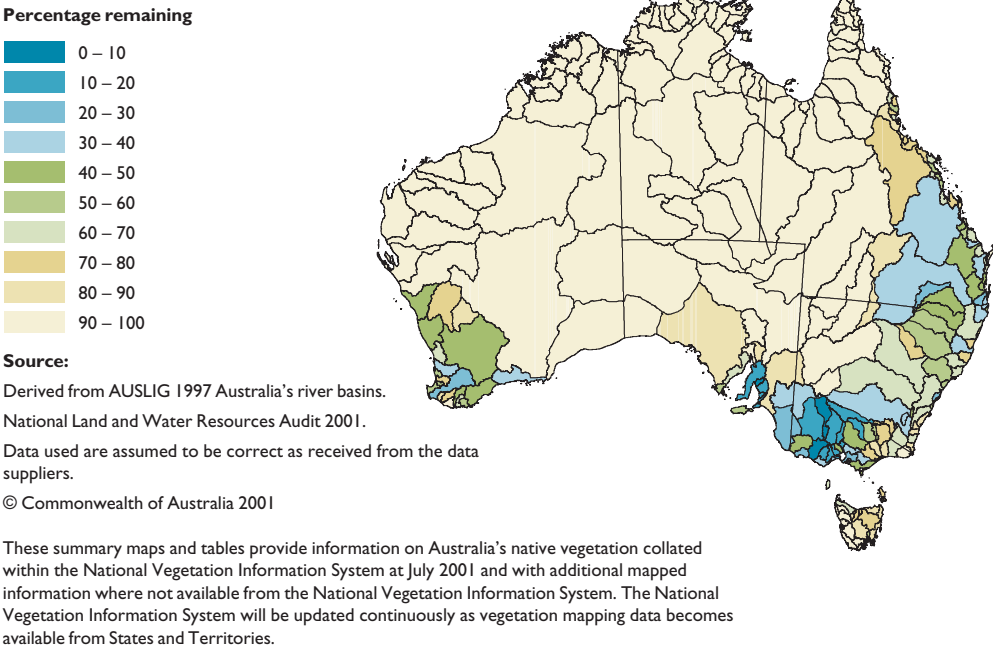 Percentage remaining
0 – 10
10 – 20
20 – 30
30 – 40
40 – 50
50 – 60
60 – 70
70 – 80
80 – 90
90 – 100
Source:
Derived from AUSLIG 1997 Australia's river basins.
National Land and Water Resources Audit 2001.
Data used are assumed to be correct as received from the data
suppliers.
© Commonwealth of Australia 2001
These summary maps and tables provide information on Australia's native vegetation collated
within the National Vegetation Information System at July 2001 and with additional mapped
information where not available from the National Vegetation Information System. The National
Vegetation Information System will be updated continuously as vegetation mapping data becomes
available from States and Territories.